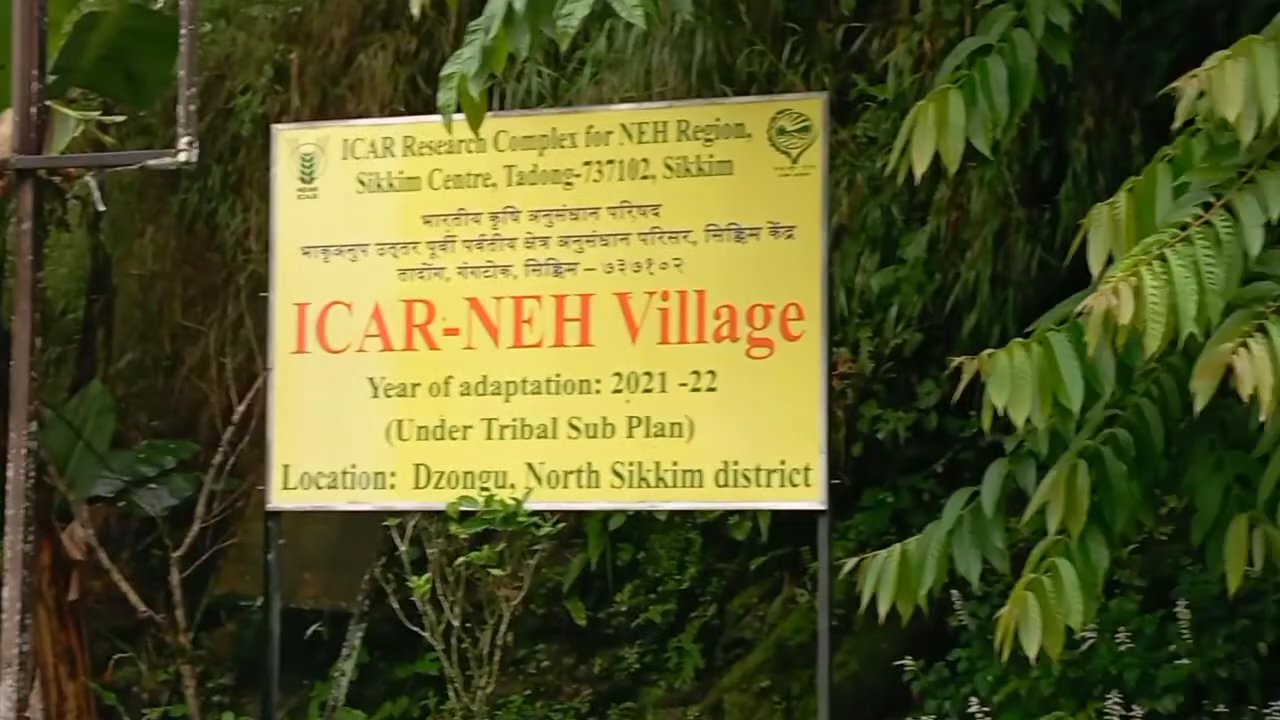 ICAR Research Complex for NEH Region,
Sikkim Centre, Tadong-737102, Sikkim
भारतीय कृषि अनुसंधान परिषद
भाकृअनुप उत्तर पूर्वी पर्वतीय क्षेत्र अनुसंधान परिसर, सिक्किम केंद्र
तादोंग, गंगटोक, सिक्किम – ७३७१०२
ICAR-NEH Village
Year of adaptation: 2021 -22
(Under Tribal Sub Plan)
Location: Dzongu, North Sikkim district